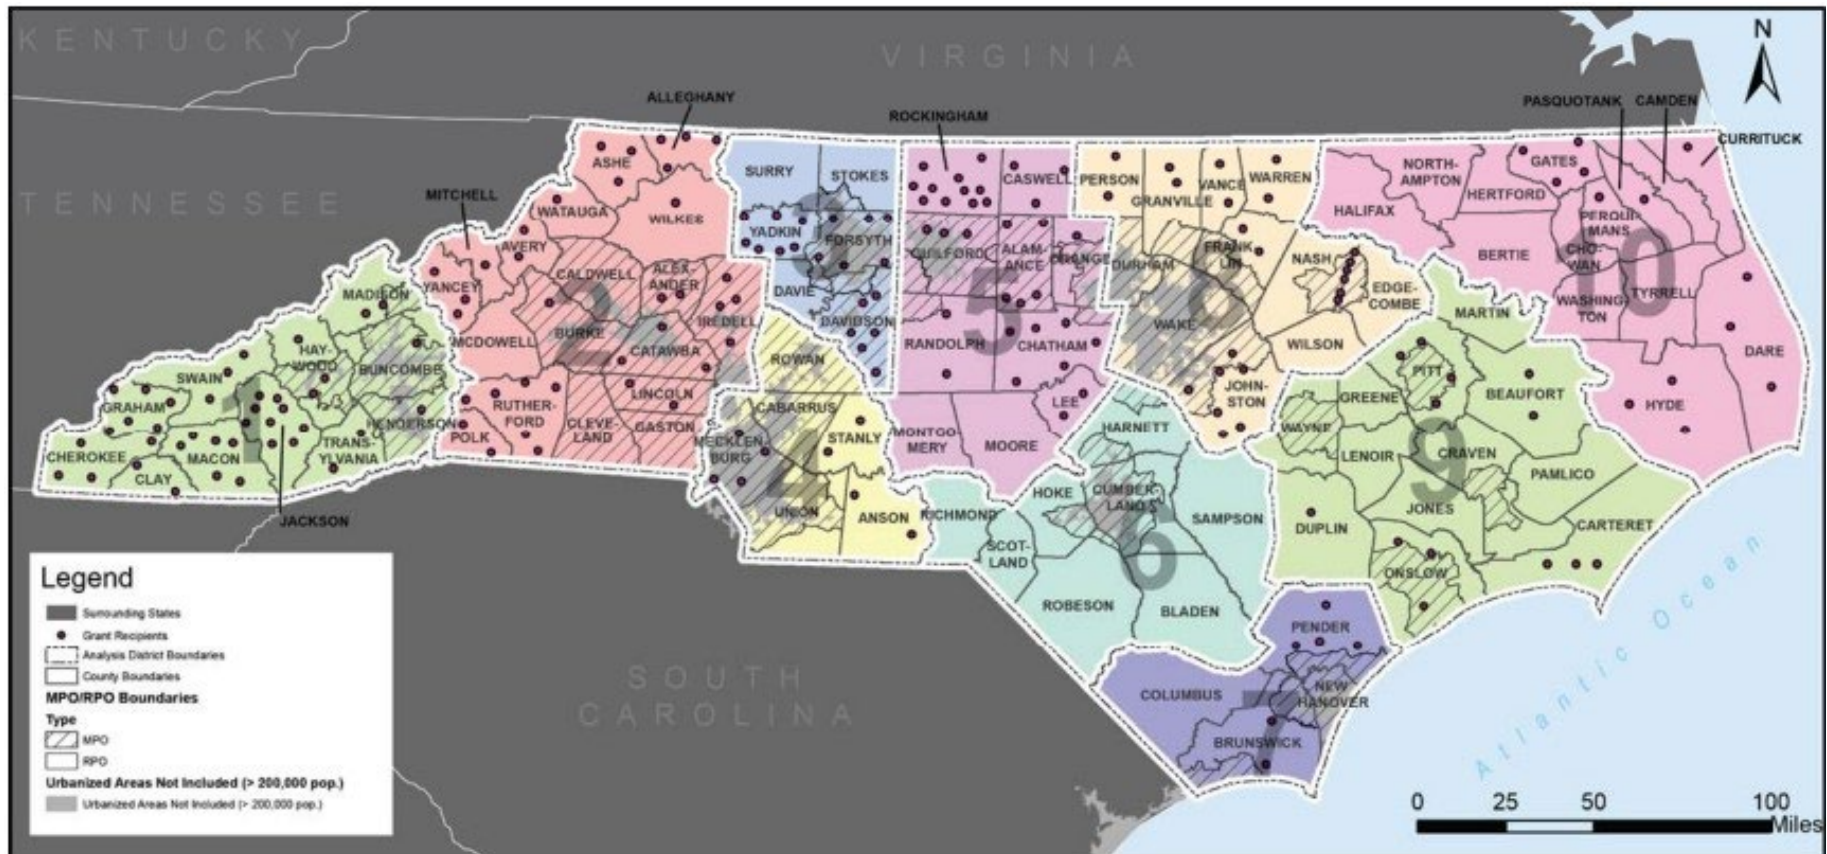 KENTUCKY
VIRGINIA
N
ALLEGHANY
PASQUOTANK
CAMDEN
ROCKINGHAM
CURRITUCK
ASHE
SURRY
STOKES
CASWELL
PERSON
VANCE
WARREN
NORTH-
AMPTON
GATES
GRANVILLE
HERTFORD
TENNESSEE
MITCHELL
WATAUGA
WILKES
HALIFAX
PERQUI-
MANS
YADKIN
FORSYTH
3
GUILFORD
ALAM-
ANCE
ORANGE
DURHAM
FRANK
LIN
8
NASH
BERTIE
CHO-
WAN
10
AVERY
CALDWELL
ALEX-
ANDER
YANCEY
MADISON
DAVIE
EDGE-
COMBE
WASHING-
TON
TYRRELL
2
BURKE
IREDELL
DAVIDSON
5
WAKE
MARTIN
MCDOWELL
CATAWBA
ROWAN
RANDOLPH
CHATHAM
WILSON
DARE
HAY-
WOOD
BUNCOMBE
SWAIN
PITT
BEAUFORT
HYDE
GRAHAM
1
RUTHER-
FORD
LINCOLN
CABARRUS
LEE
JOHN-
STON
GREENE
HENDERSON
POLK
CLEVE-
LAND
GASTON
STANLY
MONTGO
MERY
MOORE
HARNETT
WAYNE
CHEROKEE
MACON
TRANS-
YLVANIA
MECKLEN-
BURG
4
LENOIR
CRAVEN
9
PAMLICO
CLAY
JACKSON
UNION
ANSON
RICHMOND
HOKE
CUMBER-
LAND
6
SAMPSON
DUPLIN
JONES
CARTERET
SCOT-
LAND
ONSLOW
ROBESON
BLADEN
PENDER
SOUTH
CAROLINA
COLUMBUS
NEW
HANOVER
7
BRUNSWICK
Atlantic Ocean
Legend
Surrounding States
Grant Recipients
Analysis District Boundaries
County Boundaries
MPO/RPO Boundaries
Type
MPO
RPO
Urbanized Areas Not Included (> 200,000 pop.)
Urbanized Areas Not Included (> 200,000 pop.)
0 25 50 100
Miles